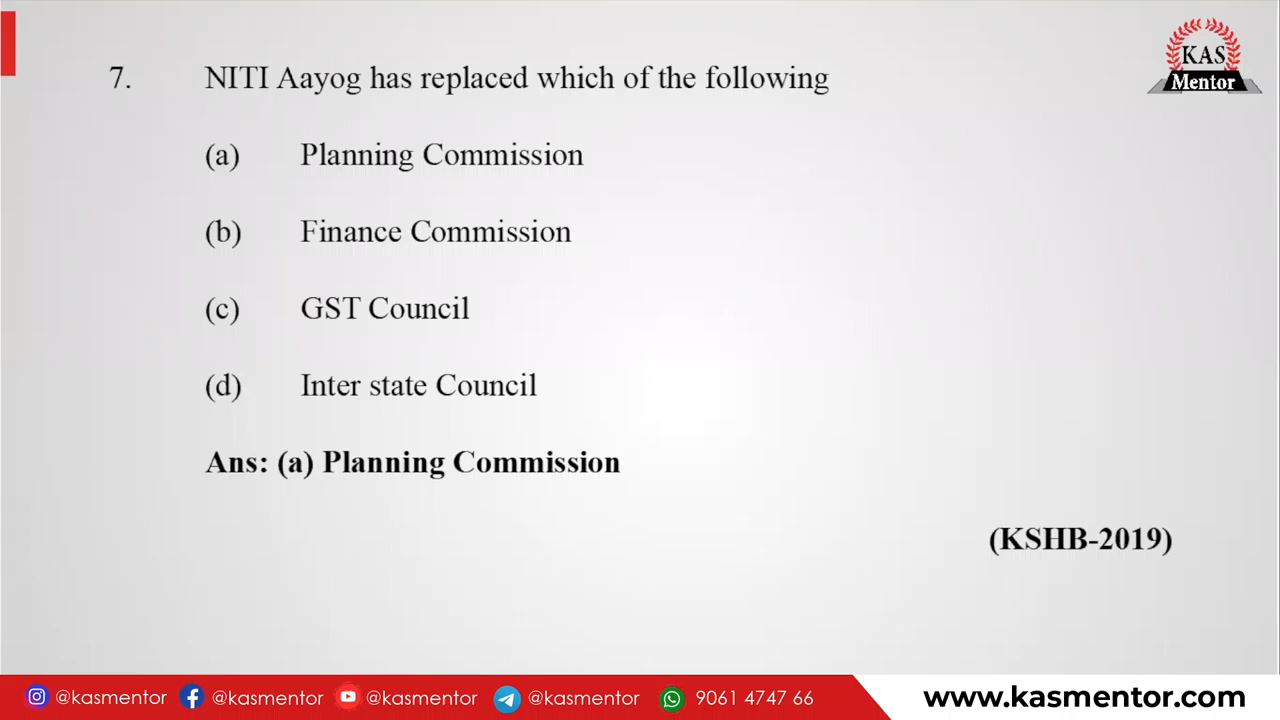 KAS
Mentor
7. NITI Aayog has replaced which of the following
(a) Planning Commission
(b) Finance Commission
(c) GST Council
(d) Inter state Council
Ans: (a) Planning Commission
(KSHB-2019)
@kasmentor @kasmentor @kasmentor @kasmentor 9061 4747 66 www.kasmentor.com